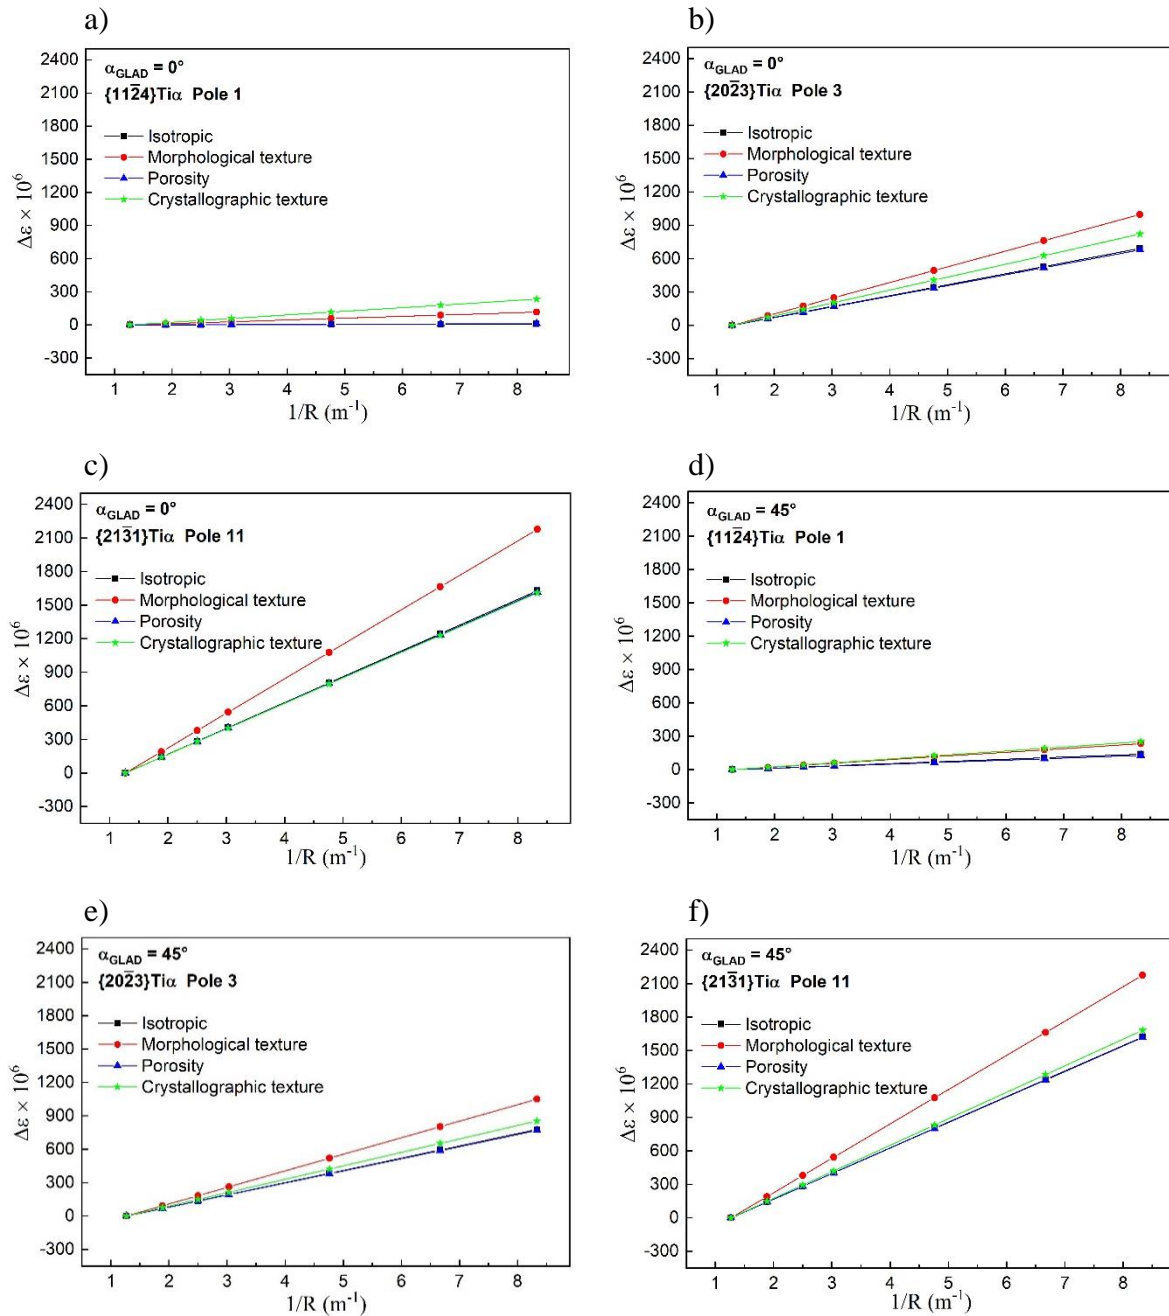 a)
2400
2100
1800
1500
1200
900
600
300
0
-300
Δε × 10⁶
α_GLAD = 0°
{112̄4}Tiα Pole 1
Isotropic
Morphological texture
Porosity
Crystallographic texture
1 2 3 4 5 6 7 8
1/R (m⁻¹)
b)
2400
2100
1800
1500
1200
900
600
300
0
-300
Δε × 10⁶
α_GLAD = 0°
{202̄3}Tiα Pole 3
Isotropic
Morphological texture
Porosity
Crystallographic texture
1 2 3 4 5 6 7 8
1/R (m⁻¹)
c)
2400
2100
1800
1500
1200
900
600
300
0
-300
Δε × 10⁶
α_GLAD = 0°
{213̄1}Tiα Pole 11
Isotropic
Morphological texture
Porosity
Crystallographic texture
1 2 3 4 5 6 7 8
1/R (m⁻¹)
d)
2400
2100
1800
1500
1200
900
600
300
0
-300
Δε × 10⁶
α_GLAD = 45°
{112̄4}Tiα Pole 1
Isotropic
Morphological texture
Porosity
Crystallographic texture
1 2 3 4 5 6 7 8
1/R (m⁻¹)
e)
2400
2100
1800
1500
1200
900
600
300
0
-300
Δε × 10⁶
α_GLAD = 45°
{202̄3}Tiα Pole 3
Isotropic
Morphological texture
Porosity
Crystallographic texture
1 2 3 4 5 6 7 8
1/R (m⁻¹)
f)
2400
2100
1800
1500
1200
900
600
300
0
-300
Δε × 10⁶
α_GLAD = 45°
{213̄1}Tiα Pole 11
Isotropic
Morphological texture
Porosity
Crystallographic texture
1 2 3 4 5 6 7 8
1/R (m⁻¹)